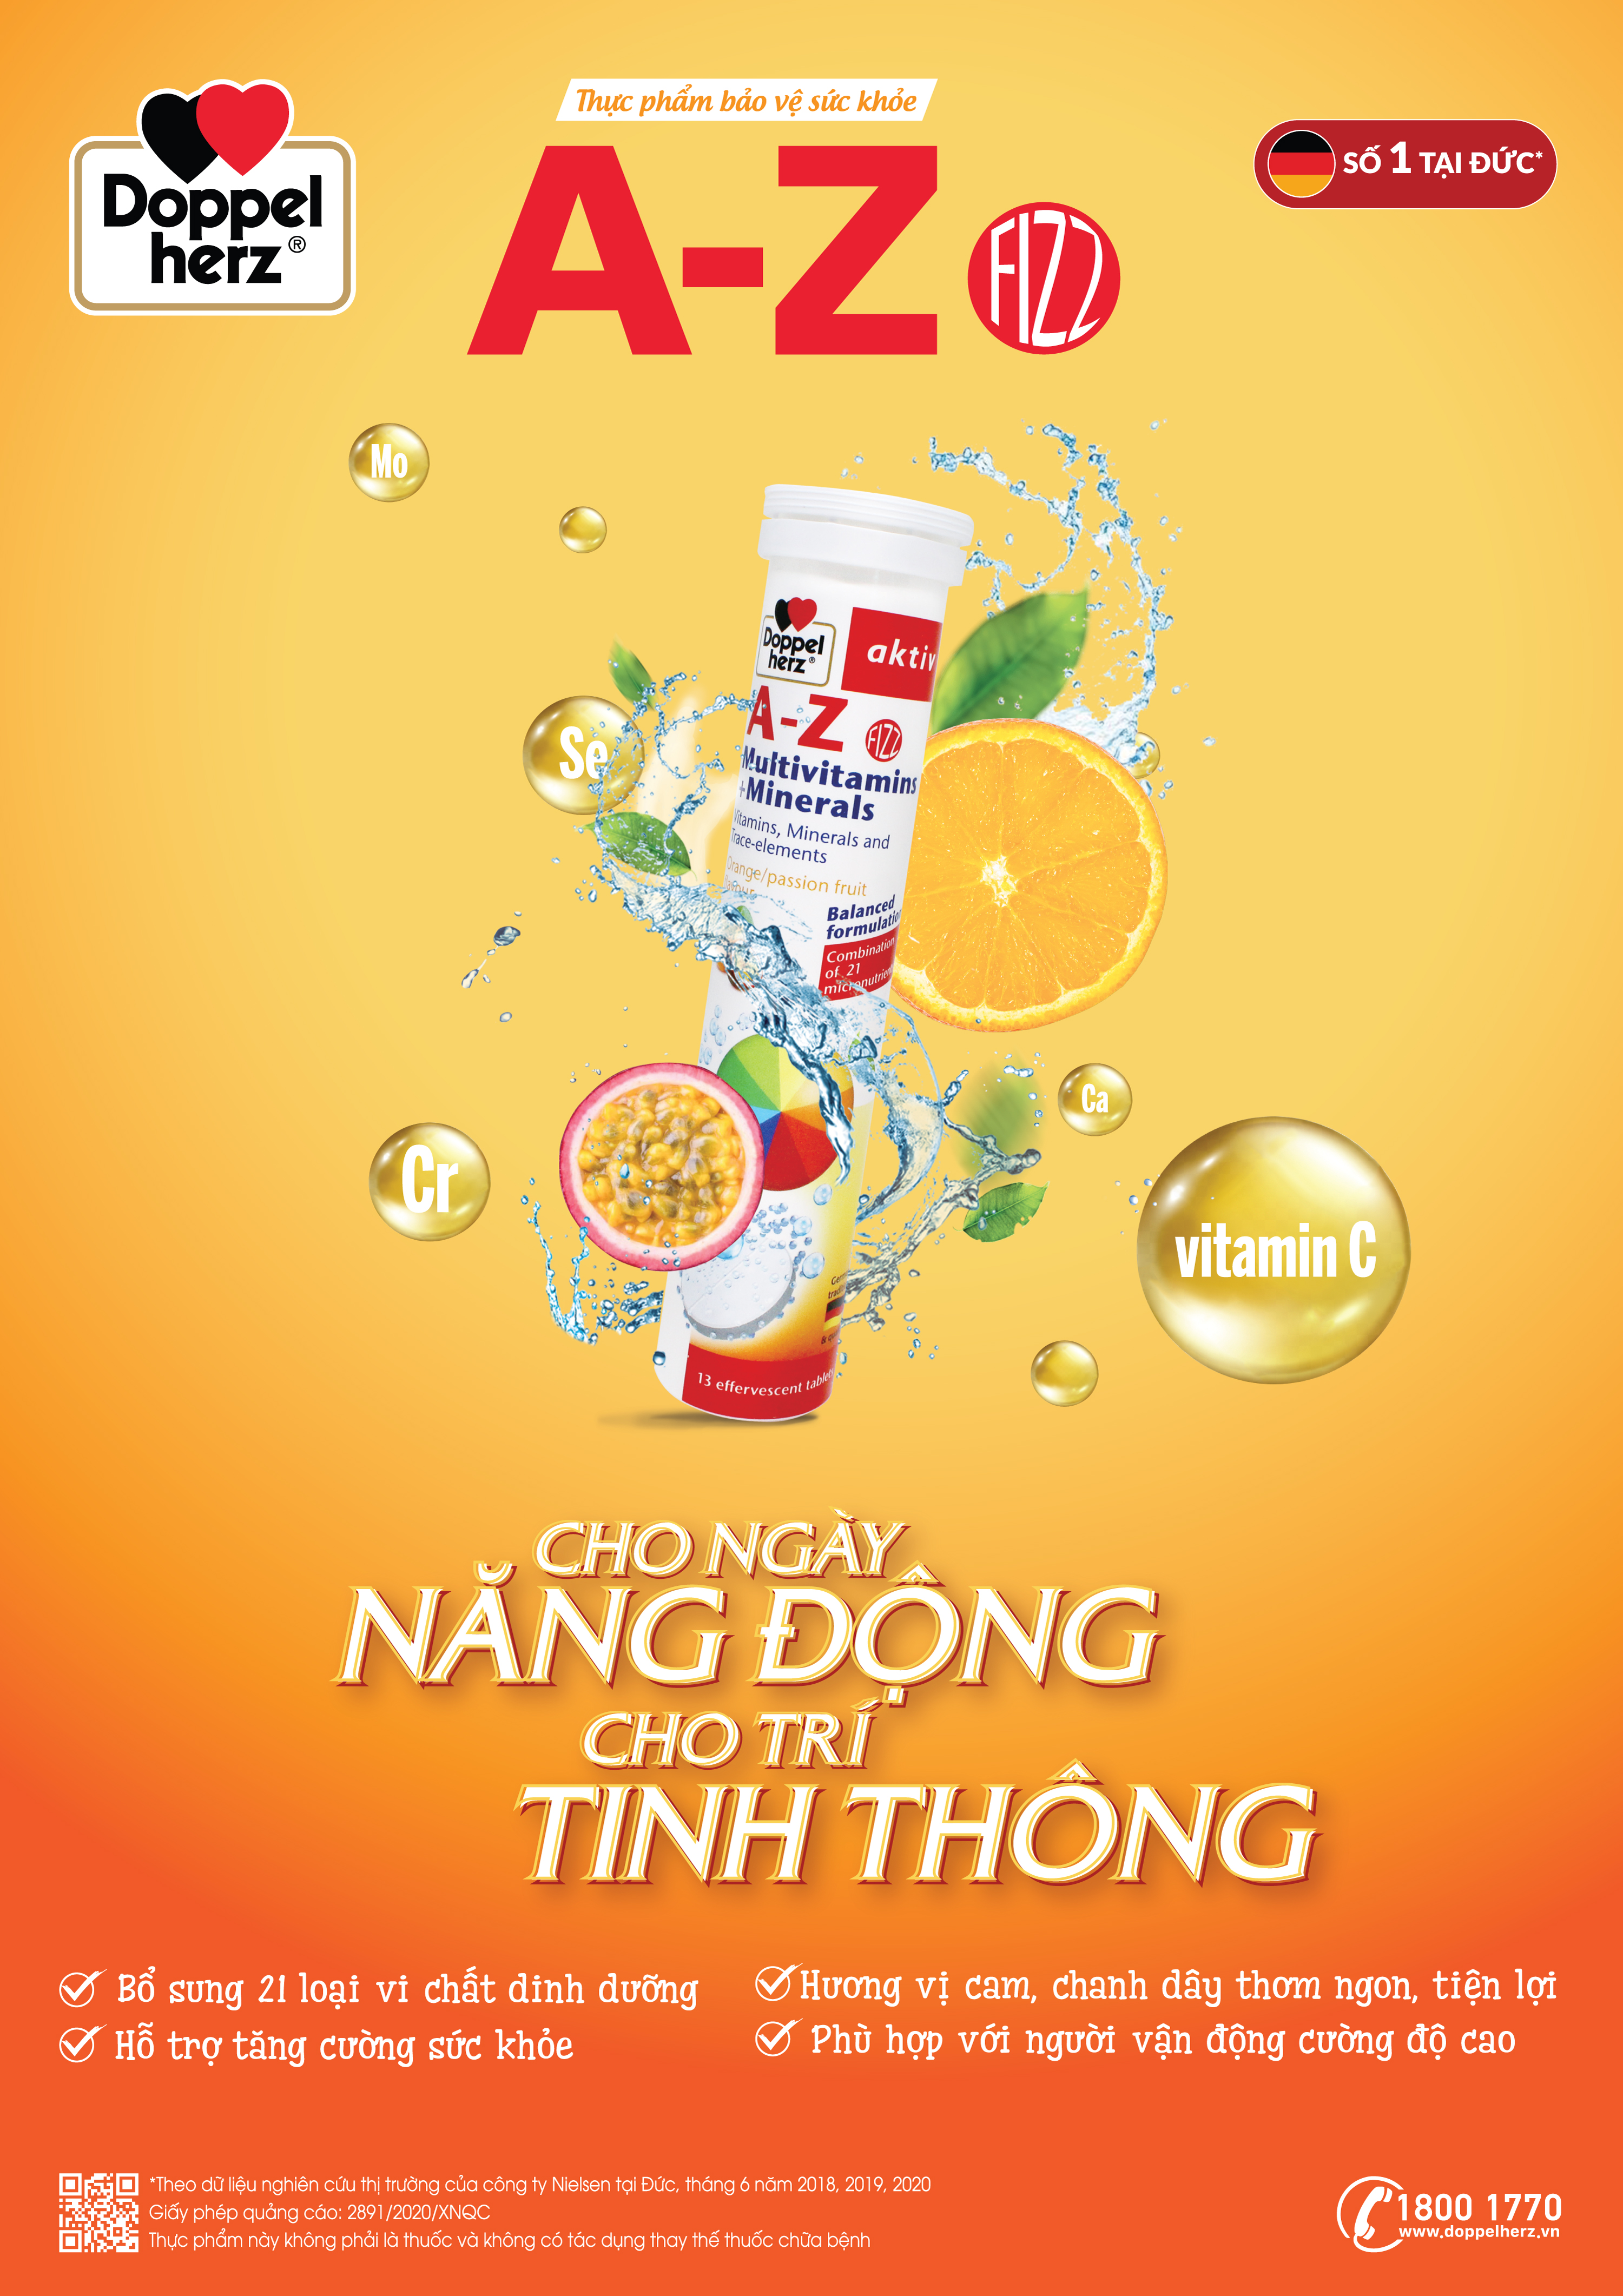 Doppel
herz®
Thực phẩm bảo vệ sức khỏe
A-Z FIZZ
SỐ 1 TẠI ĐỨC*
Mo
Se
Cr
Ca
vitamin C
Doppel
herz®
aktiv
A-Z FIZZ
Multivitamins
+Minerals
Vitamins, Minerals and
Trace-elements
Orange/passion fruit
Balanced
Combination
of 21
13 effervescent
CHO NGÀY
NĂNG ĐỘNG
CHO TRÍ
TINH THÔNG
Bổ sung 21 loại vi chất dinh dưỡng
Hỗ trợ tăng cường sức khỏe
Hương vị cam, chanh dây thơm ngon, tiện lợi
Phù hợp với người vận động cường độ cao
*Theo dữ liệu nghiên cứu thị trường của công ty Nielsen tại Đức, tháng 6 năm 2018, 2019, 2020
Giấy phép quảng cáo: 2891/2020/XNQC
Thực phẩm này không phải là thuốc và không có tác dụng thay thế thuốc chữa bệnh
1800 1770
www.doppelherz.vn